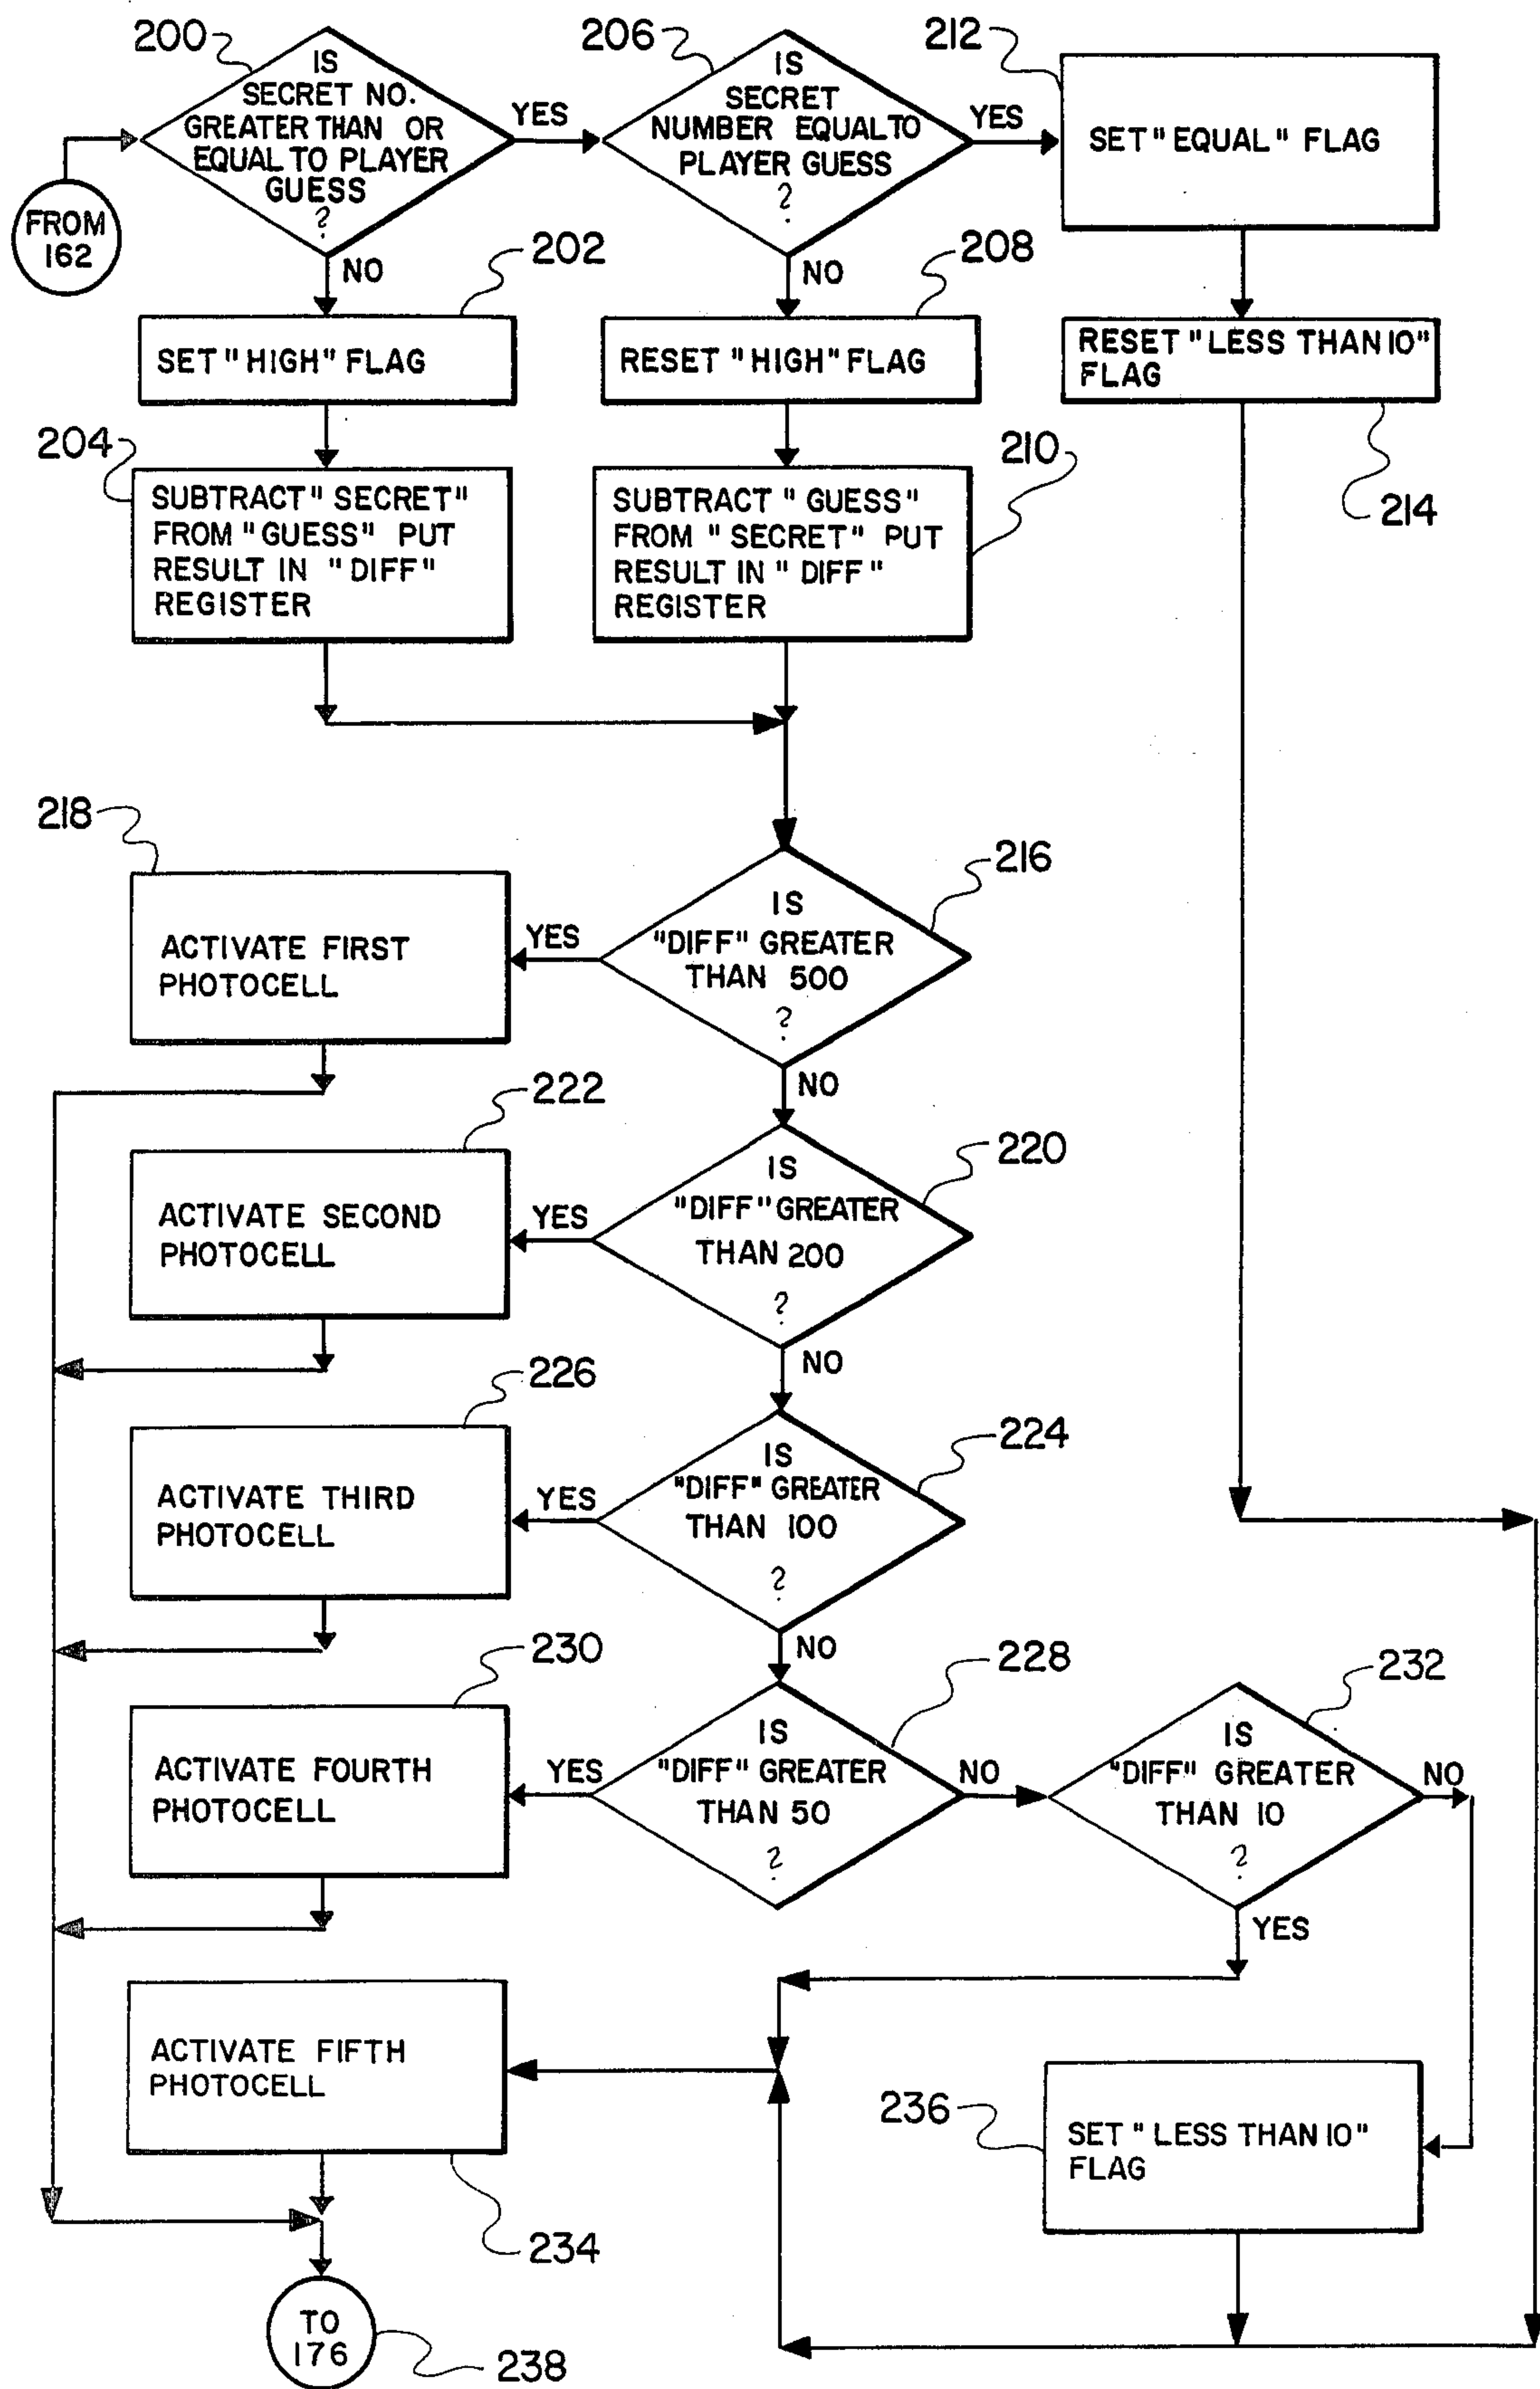 200
IS
SECRET NO.
GREATER THAN OR
EQUAL TO PLAYER
GUESS
?
YES
NO
FROM
162
206
IS
SECRET
NUMBER EQUAL TO
PLAYER GUESS
?
YES
NO
212
SET "EQUAL" FLAG
202
SET "HIGH" FLAG
208
RESET "HIGH" FLAG
RESET "LESS THAN 10"
FLAG
214
204
SUBTRACT "SECRET"
FROM "GUESS" PUT
RESULT IN "DIFF"
REGISTER
210
SUBTRACT "GUESS"
FROM "SECRET" PUT
RESULT IN "DIFF"
REGISTER
218
ACTIVATE FIRST
PHOTOCELL
YES
216
IS
"DIFF" GREATER
THAN 500
?
NO
222
ACTIVATE SECOND
PHOTOCELL
YES
220
IS
"DIFF" GREATER
THAN 200
?
NO
226
ACTIVATE THIRD
PHOTOCELL
YES
224
IS
"DIFF" GREATER
THAN 100
?
NO
230
ACTIVATE FOURTH
PHOTOCELL
YES
228
IS
"DIFF" GREATER
THAN 50
?
NO
232
IS
"DIFF" GREATER
THAN 10
?
NO
YES
ACTIVATE FIFTH
PHOTOCELL
234
236
SET "LESS THAN 10"
FLAG
TO
176
238